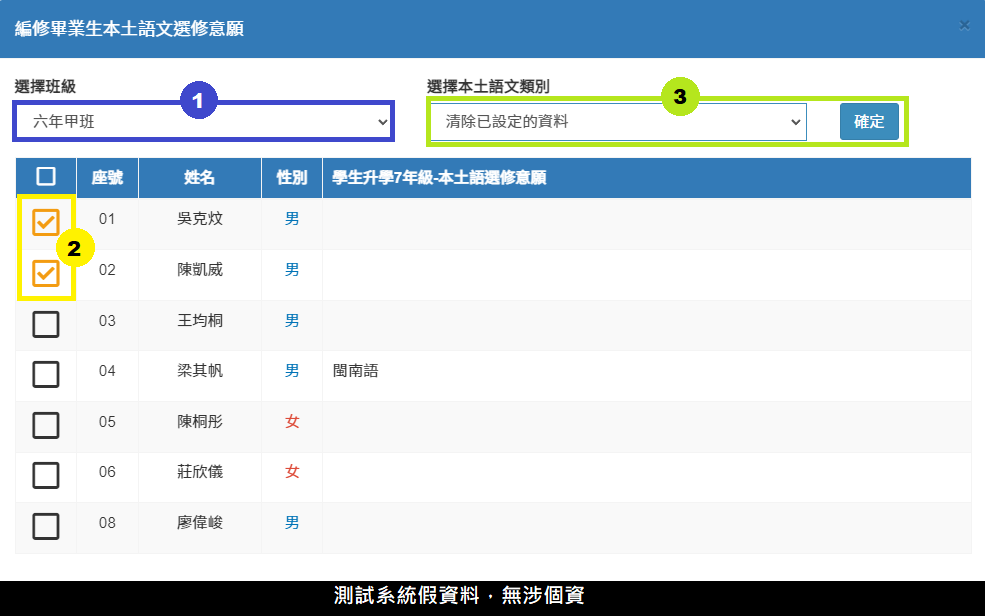 編修畢業生本土語文選修意願 ×
選擇班級 選擇本土語文類別
1 3
六年甲班 清除已設定的資料 確定
座號 姓名 性別 學生升學7年級-本土語選修意願
01 吳克炆 男
2
02 陳凱威 男
03 王均桐 男
04 梁其帆 男 閩南語
05 陳桐彤 女
06 莊欣儀 女
08 廖偉峻 男
測試系統假資料，無涉個資